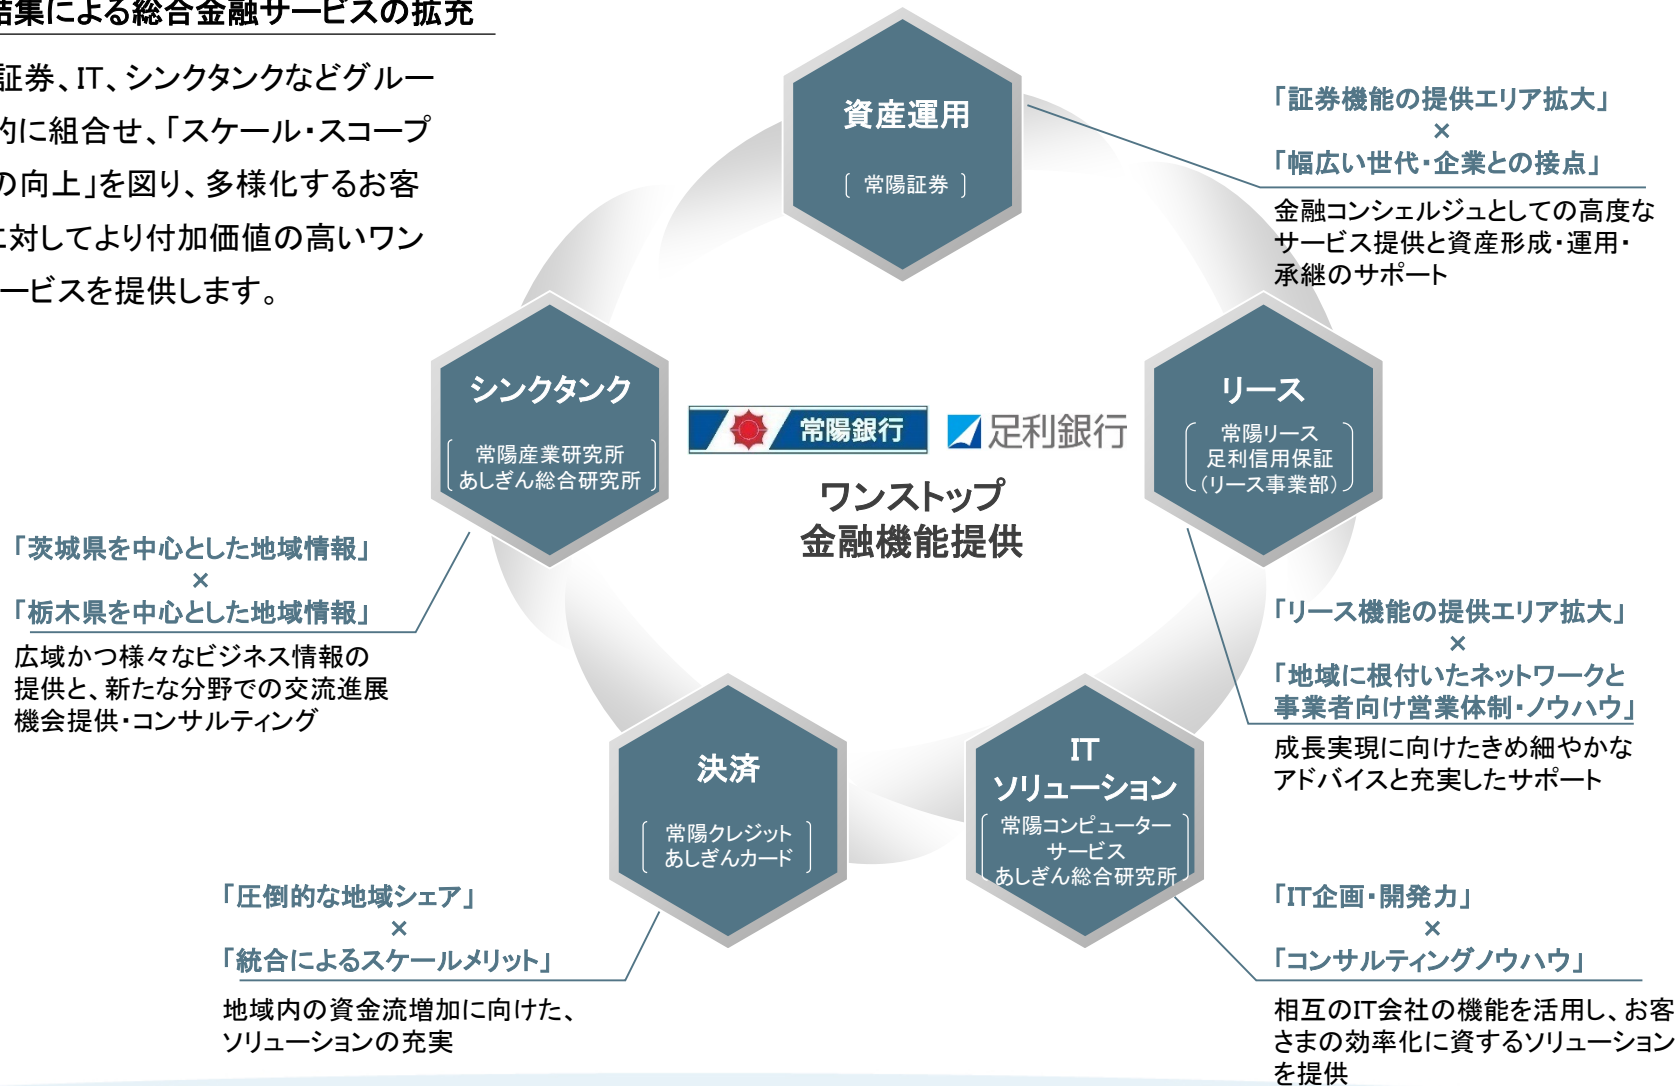 結集による総合金融サービスの拡充
証券、IT、シンクタンクなどグルー
的に組合せ、「スケール・スコープ
の向上」を図り、多様化するお客
に対してより付加価値の高いワン
ービスを提供します。
資産運用
〔 常陽証券 〕
「証券機能の提供エリア拡大」
×
「幅広い世代・企業との接点」
金融コンシェルジュとしての高度な
サービス提供と資産形成・運用・
承継のサポート
シンクタンク
常陽産業研究所
あしぎん総合研究所
常陽銀行
足利銀行
ワンストップ
金融機能提供
リース
常陽リース
足利信用保証
（リース事業部）
「茨城県を中心とした地域情報」
×
「栃木県を中心とした地域情報」
広域かつ様々なビジネス情報の
提供と、新たな分野での交流進展
機会提供・コンサルティング
「リース機能の提供エリア拡大」
×
「地域に根付いたネットワークと
事業者向け営業体制・ノウハウ」
成長実現に向けたきめ細やかな
アドバイスと充実したサポート
決済
常陽クレジット
あしぎんカード
IT
ソリューション
常陽コンピューター
サービス
あしぎん総合研究所
「圧倒的な地域シェア」
×
「統合によるスケールメリット」
地域内の資金流増加に向けた、
ソリューションの充実
「IT企画・開発力」
×
「コンサルティングノウハウ」
相互のIT会社の機能を活用し、お客
さまの効率化に資するソリューション
を提供